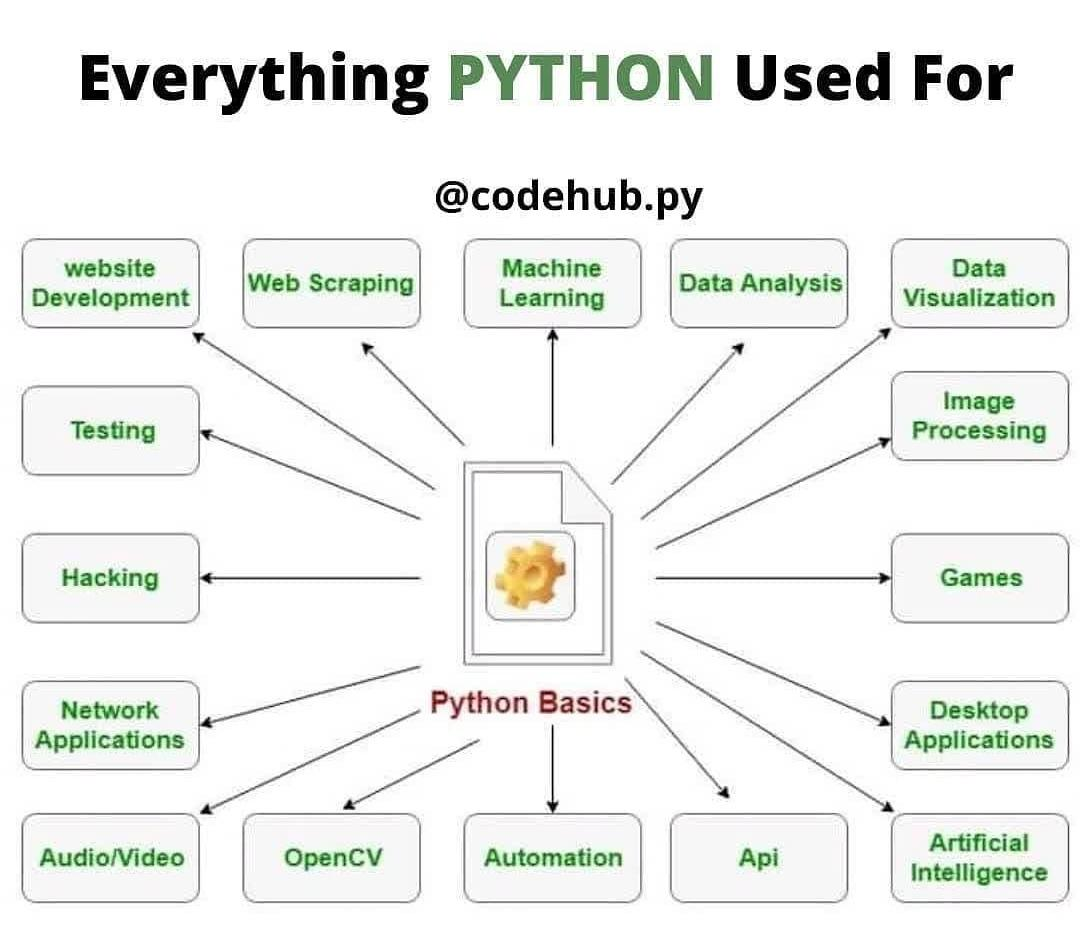 Everything PYTHON Used For
@codehub.py
website
Development
Web Scraping
Machine
Learning
Data Analysis
Data
Visualization
Testing
Image
Processing
Hacking
Games
Network
Applications
Python Basics
Desktop
Applications
Audio/Video
OpenCV
Automation
Api
Artificial
Intelligence